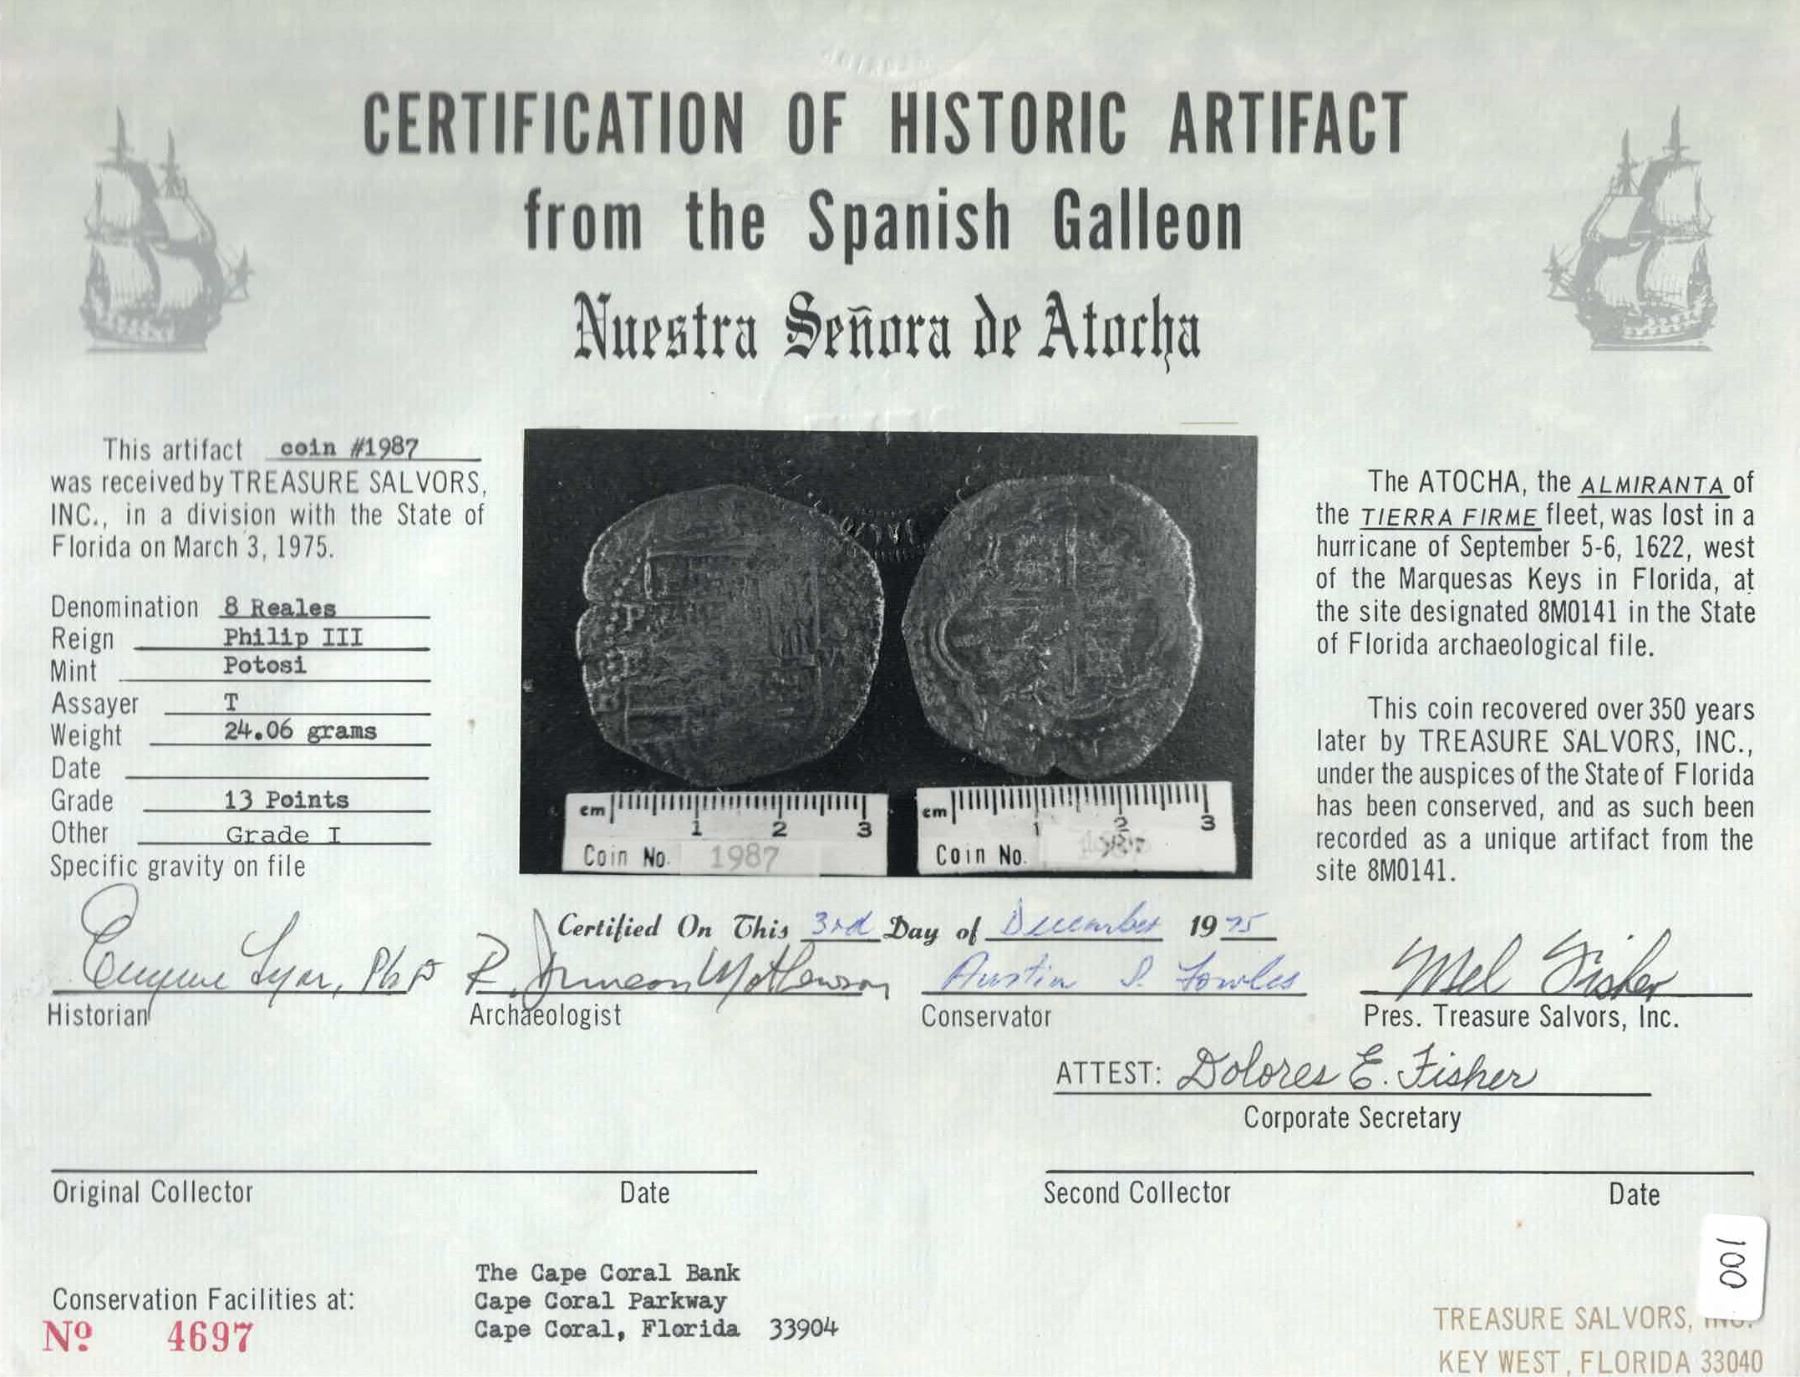 CERTIFICATION OF HISTORIC ARTIFACT
from the Spanish Galleon
Nuestra Señora de Atocha
This artifact coin #1987
was received by TREASURE SALVORS,
INC., in a division with the State of
Florida on March 3, 1975.
Denomination 8 Reales
Reign Philip III
Mint Potosi
Assayer T
Weight 24.06 grams
Date
Grade 13 Points
Other Grade I
Specific gravity on file
cm 1 2 3
Coin No. 1987
cm 1 2 3
Coin No. 1987
The ATOCHA, the ALMIRANTA of
the TIERRA FIRME fleet, was lost in a
hurricane of September 5-6, 1622, west
of the Marquesas Keys in Florida, at
the site designated 8M0141 in the State
of Florida archaeological file.
This coin recovered over 350 years
later by TREASURE SALVORS, INC.,
under the auspices of the State of Florida
has been conserved, and as such been
recorded as a unique artifact from the
site 8M0141.
Certified On This 3rd Day of December 1975
Eugene Lyon, PhD
Historian
R. Duncan Mathewson
Archaeologist
Austin S. Fowles
Conservator
Mel Fisher
Pres. Treasure Salvors, Inc.
ATTEST: Dolores E. Fisher
Corporate Secretary
Original Collector Date
Second Collector Date
Conservation Facilities at:
The Cape Coral Bank
Cape Coral Parkway
Cape Coral, Florida 33904
Nº 4697
100
TREASURE SALVORS, INC.
KEY WEST, FLORIDA 33040